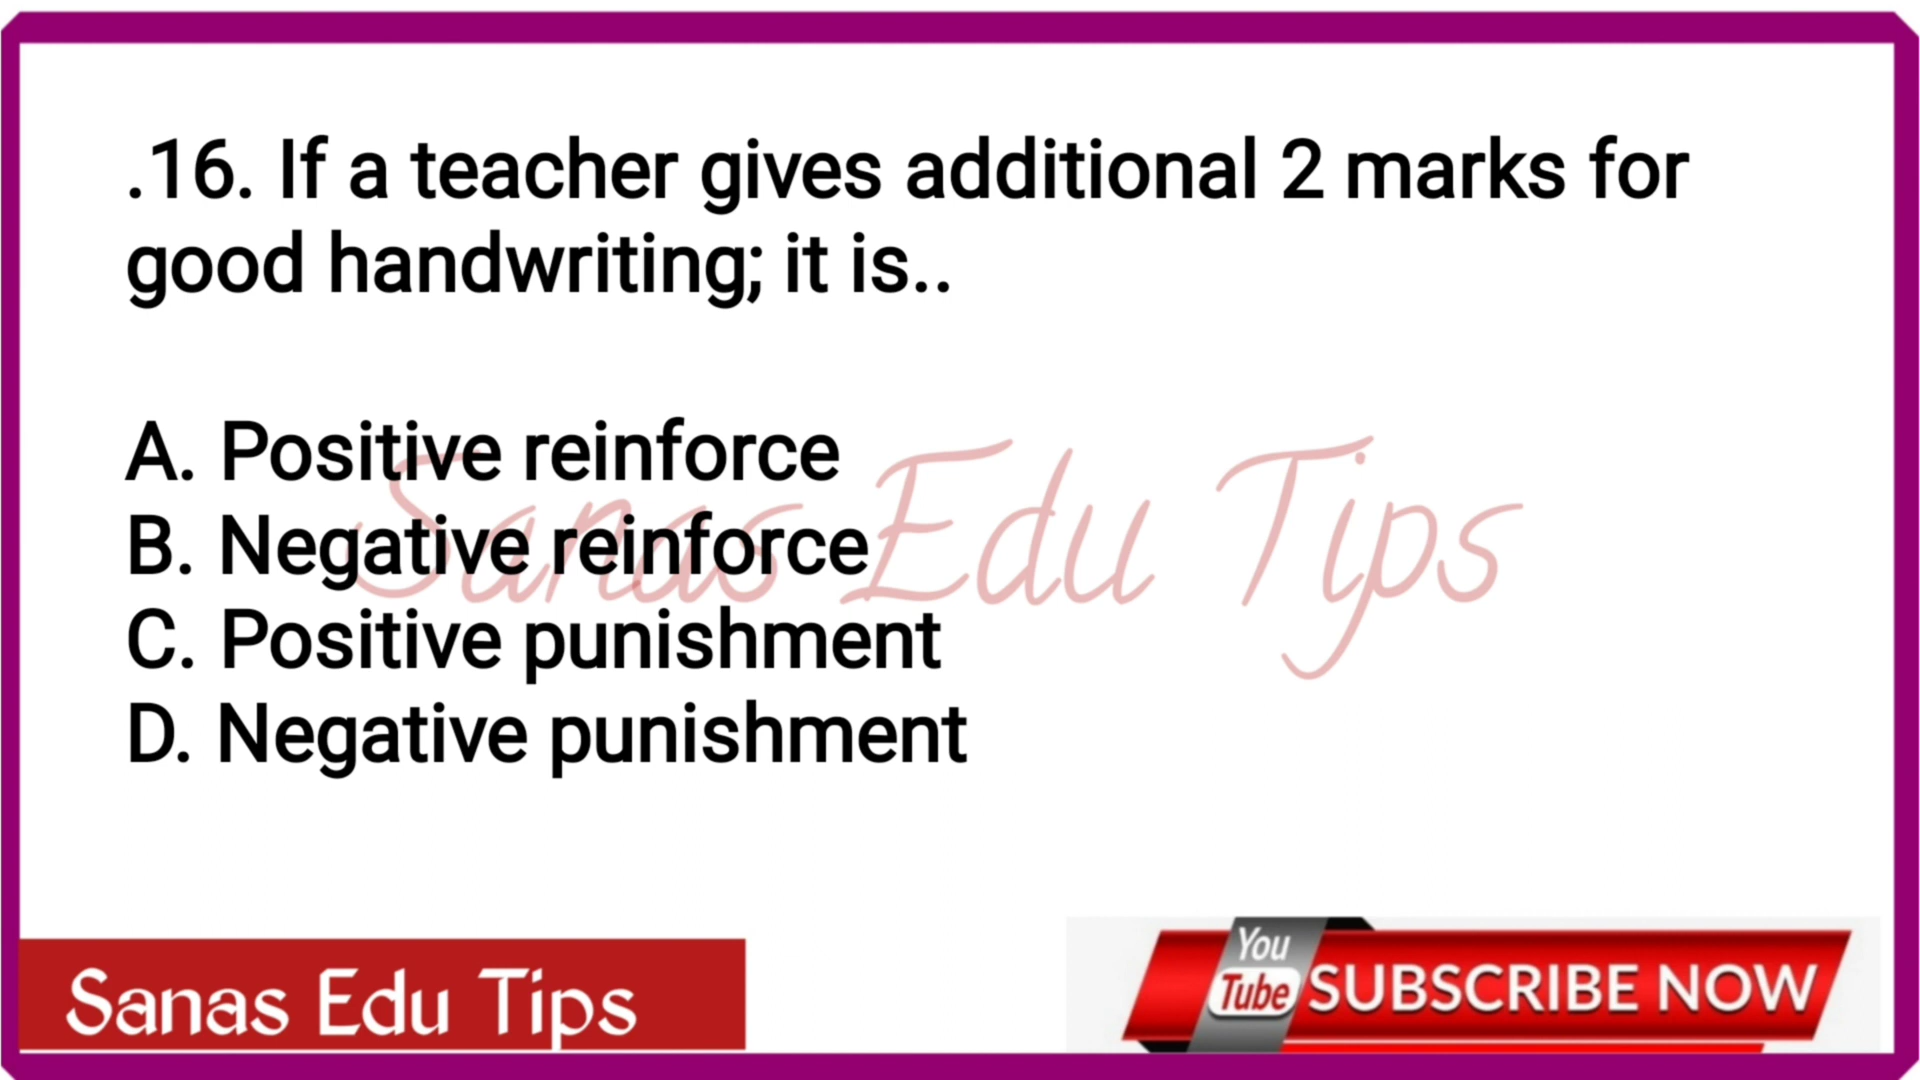 .16. If a teacher gives additional 2 marks for
good handwriting; it is..
A. Positive reinforce
B. Negative reinforce
C. Positive punishment
D. Negative punishment
Sanas Edu Tips
Sanas Edu Tips
You
Tube SUBSCRIBE NOW